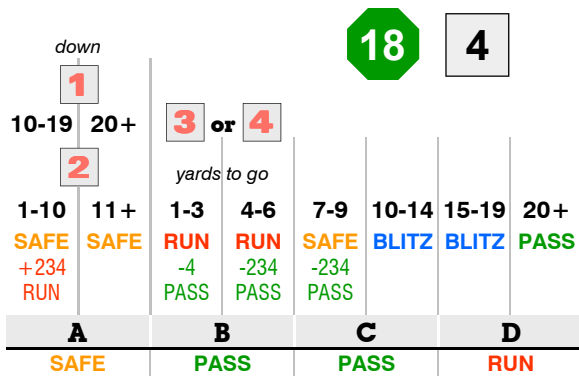 18 4
down
1
10-19 20+ 3 or 4
2 yards to go
1-10 11+ 1-3 4-6 7-9 10-14 15-19 20+
SAFE SAFE RUN RUN SAFE BLITZ BLITZ PASS
+234 -4 -234 -234
RUN PASS PASS PASS
A B C D
SAFE PASS PASS RUN